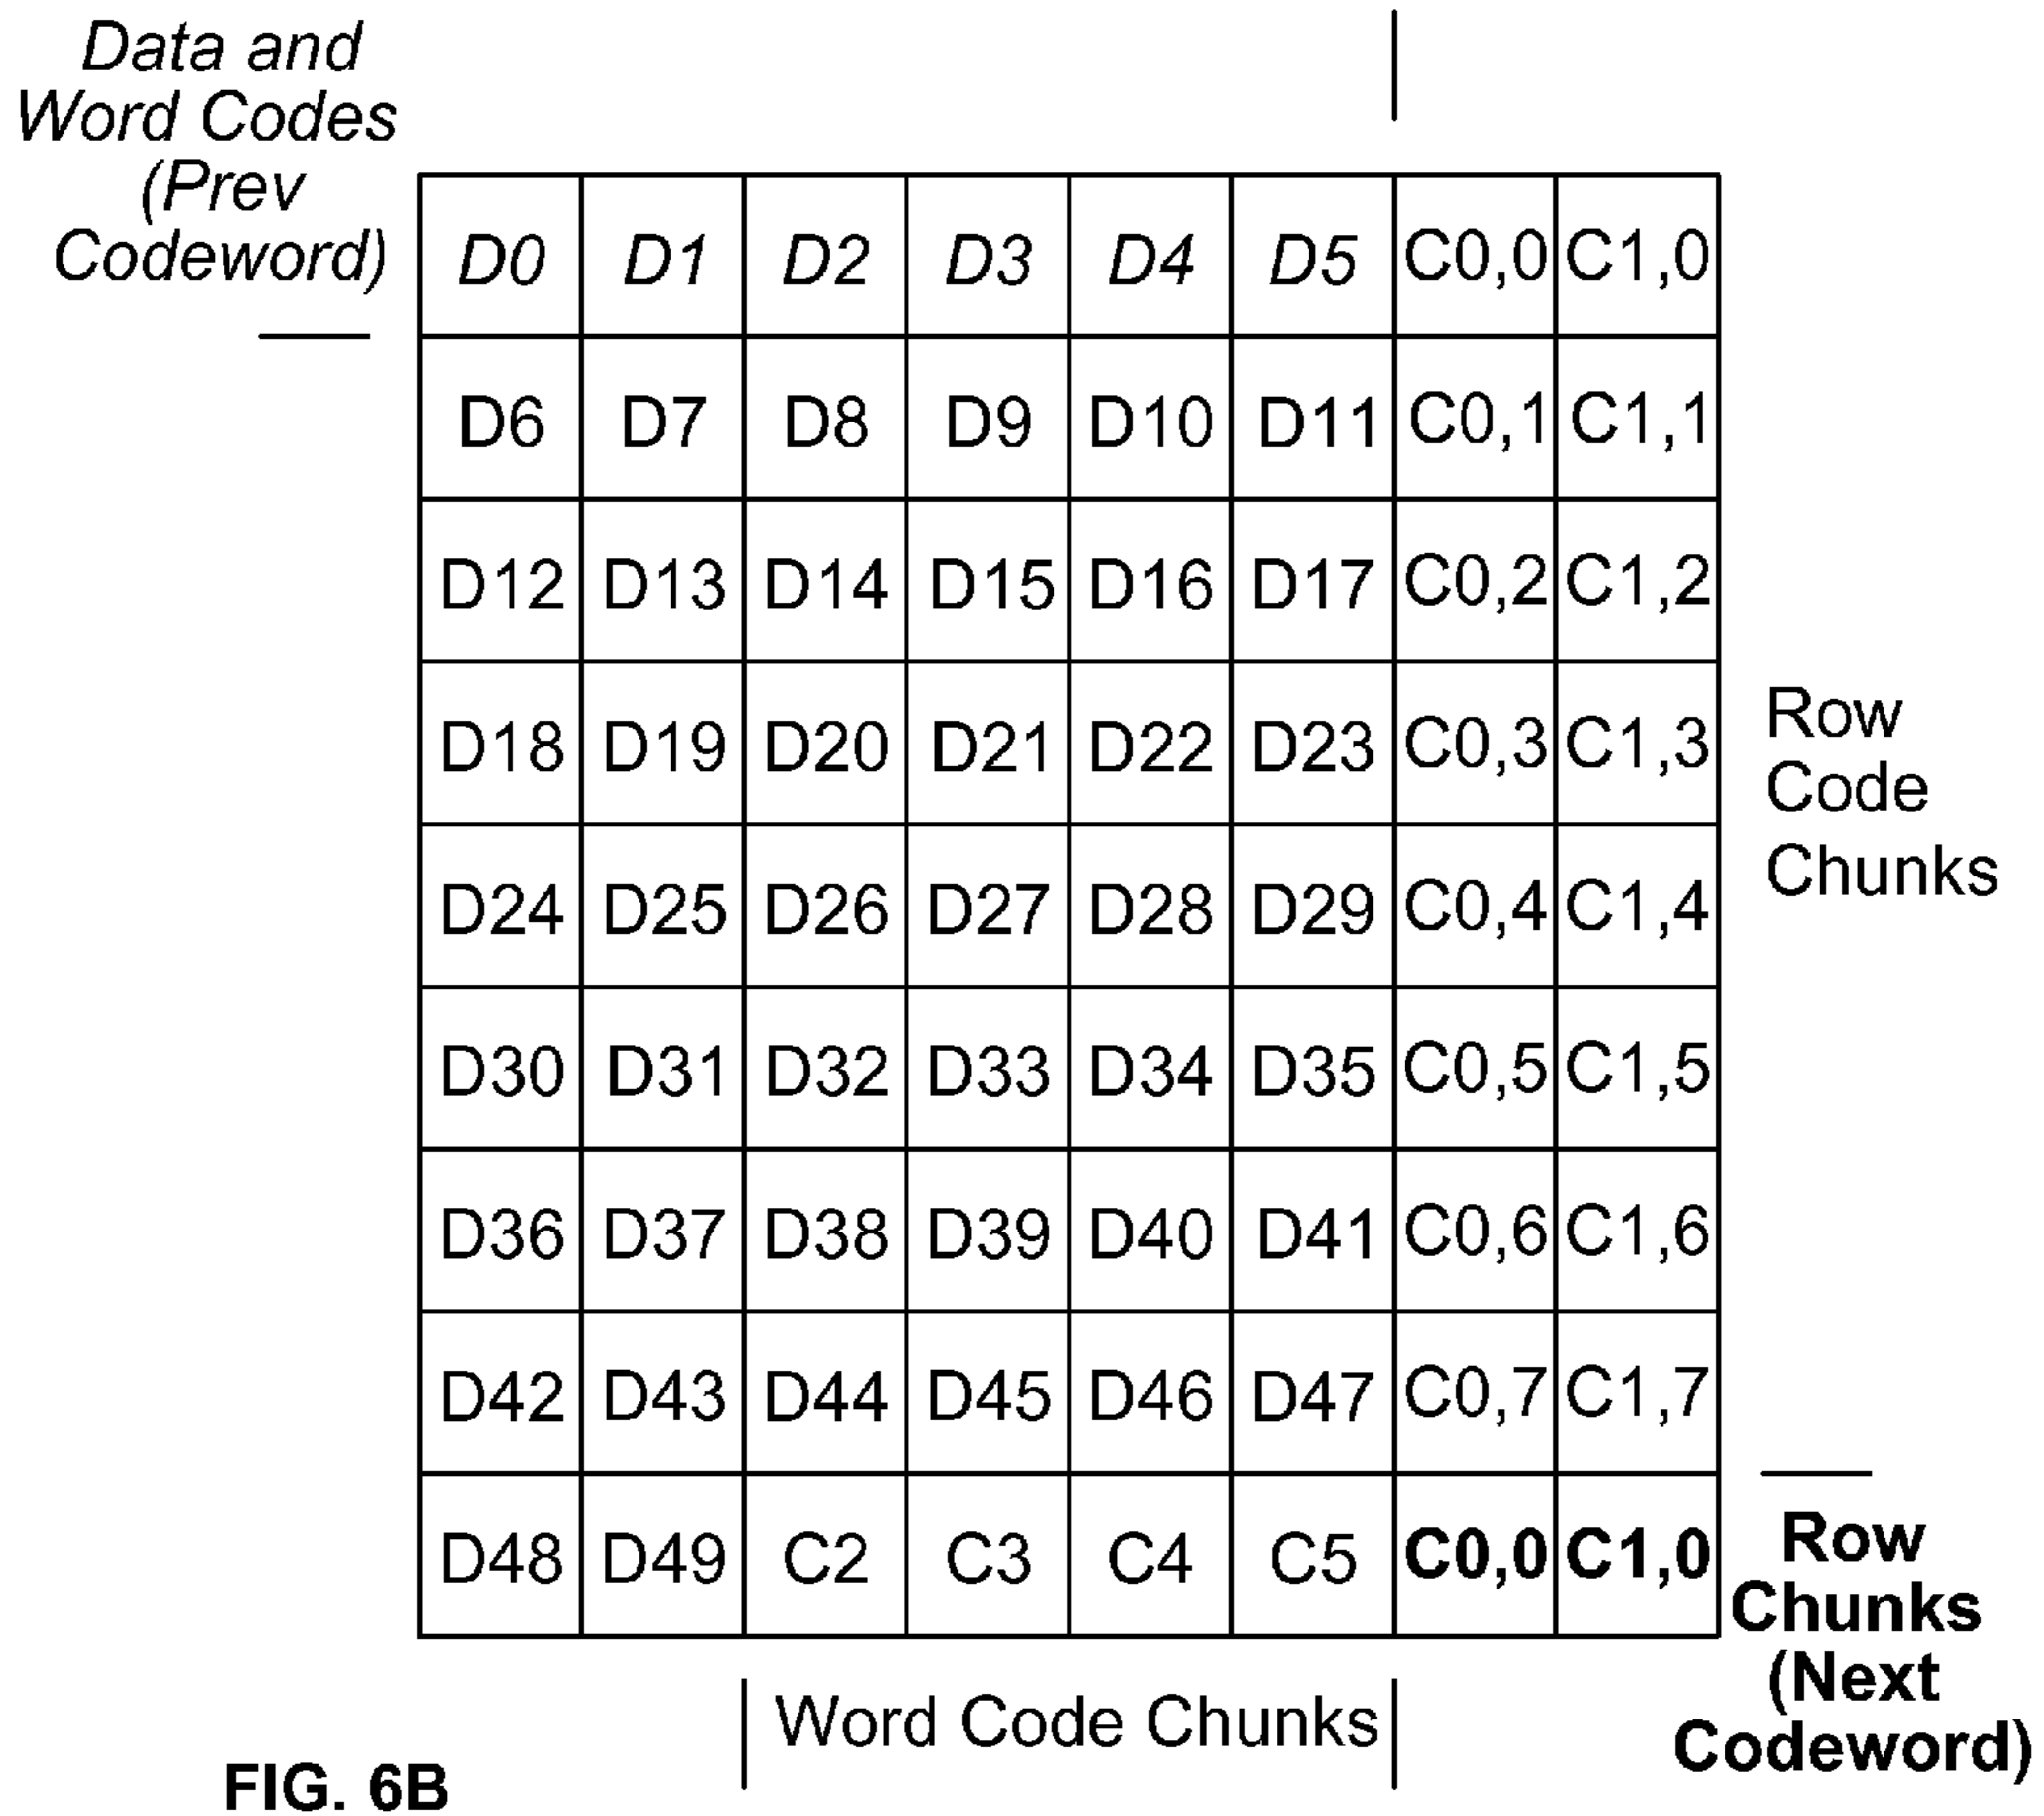 Data and
Word Codes
(Prev
Codeword)
D0 D1 D2 D3 D4 D5 C0,0 C1,0
D6 D7 D8 D9 D10 D11 C0,1 C1,1
D12 D13 D14 D15 D16 D17 C0,2 C1,2
D18 D19 D20 D21 D22 D23 C0,3 C1,3
D24 D25 D26 D27 D28 D29 C0,4 C1,4
D30 D31 D32 D33 D34 D35 C0,5 C1,5
D36 D37 D38 D39 D40 D41 C0,6 C1,6
D42 D43 D44 D45 D46 D47 C0,7 C1,7
D48 D49 C2 C3 C4 C5 C0,0 C1,0
Row
Code
Chunks
Row
Chunks
(Next
Codeword)
Word Code Chunks
FIG. 6B